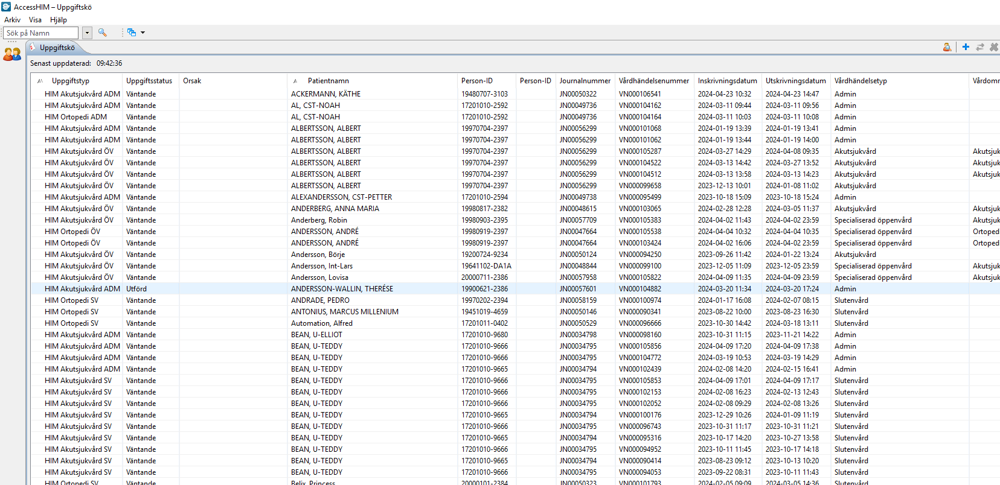 AccessHIM – Uppgiftskö
Arkiv Visa Hjälp
Sök på Namn
Uppgiftskö
Senast uppdaterad: 09:42:36
Uppgiftstyp Uppgiftsstatus Orsak Patientnamn Person-ID Person-ID Journalnummer Vårdhändelsenummer Inskrivningsdatum Utskrivningsdatum Vårdhändelsetyp Vårdom
HIM Akutsjukvård ADM Väntande ACKERMANN, KÄTHE 19480707-3103 JN00050322 VN000106541 2024-04-23 10:32 2024-04-23 14:47 Admin
HIM Akutsjukvård ADM Väntande AL, CST-NOAH 17201010-2592 JN00049736 VN000104162 2024-03-11 09:44 2024-03-11 09:56 Admin
HIM Ortopedi ADM Väntande AL, CST-NOAH 17201010-2592 JN00049736 VN000104164 2024-03-11 10:03 2024-03-11 10:08 Admin
HIM Akutsjukvård ADM Väntande ALBERTSSON, ALBERT 19970704-2397 JN00056299 VN000101068 2024-01-19 13:39 2024-01-19 13:41 Admin
HIM Akutsjukvård ADM Väntande ALBERTSSON, ALBERT 19970704-2397 JN00056299 VN000101062 2024-01-19 13:44 2024-01-19 14:00 Admin
HIM Akutsjukvård ÖV Väntande ALBERTSSON, ALBERT 19970704-2397 JN00056299 VN000105287 2024-03-27 14:29 2024-04-08 09:35 Akutsjukvård Akutsjuk
HIM Akutsjukvård ÖV Väntande ALBERTSSON, ALBERT 19970704-2397 JN00056299 VN000104522 2024-03-13 14:42 2024-03-27 13:52 Akutsjukvård Akutsjuk
HIM Akutsjukvård ÖV Väntande ALBERTSSON, ALBERT 19970704-2397 JN00056299 VN000104512 2024-03-13 13:58 2024-03-13 14:23 Akutsjukvård Akutsjuk
HIM Akutsjukvård ÖV Väntande ALBERTSSON, ALBERT 19970704-2397 JN00056299 VN000099658 2023-12-13 10:01 2024-01-08 11:02 Akutsjukvård
HIM Akutsjukvård ADM Väntande ALEXANDERSSON, CST-PETTER 17201010-2594 JN00049738 VN000095499 2023-10-18 15:09 2023-10-18 15:24 Admin
HIM Akutsjukvård ÖV Väntande ANDERBERG, ANNA MARIA 19980817-2382 JN00048615 VN000103065 2024-02-28 12:28 2024-03-05 11:37 Akutsjukvård Akutsjuk
HIM Akutsjukvård ÖV Väntande Anderberg, Robin 19980903-2395 JN00057709 VN000105383 2024-04-02 11:43 2024-04-02 23:59 Specialiserad öppenvård Akutsjuk
HIM Ortopedi ÖV Väntande ANDERSSON, ANDRÉ 19980919-2397 JN00047664 VN000105538 2024-04-04 10:32 2024-04-04 10:35 Specialiserad öppenvård Ortoped
HIM Ortopedi ÖV Väntande ANDERSSON, ANDRÉ 19980919-2397 JN00047664 VN000103424 2024-04-02 16:06 2024-04-02 23:59 Specialiserad öppenvård Ortoped
HIM Akutsjukvård ÖV Väntande Andersson, Börje 19200724-9234 JN00050124 VN000094250 2023-09-26 11:42 2024-01-22 13:24 Akutsjukvård
HIM Akutsjukvård ÖV Väntande Andersson, Int-Lars 19641102-DA1A JN00048844 VN000099100 2023-12-05 11:09 2023-12-05 23:59 Specialiserad öppenvård Akutsjuk
HIM Akutsjukvård ÖV Väntande Andersson, Lovisa 20000711-2386 JN00057958 VN000105822 2024-04-09 11:35 2024-04-09 23:59 Specialiserad öppenvård Akutsjuk
HIM Akutsjukvård ADM Utförd ANDERSSON-WALLIN, THERÉSE 19900621-2386 JN00057601 VN000104882 2024-03-20 11:34 2024-03-20 17:24 Admin
HIM Ortopedi SV Väntande ANDRADE, PEDRO 19970202-2394 JN00058159 VN000100974 2024-01-17 16:08 2024-02-07 08:15 Slutenvård
HIM Ortopedi SV Väntande ANTONIUS, MARCUS MILLENIUM 19451019-4659 JN00050146 VN000090341 2023-08-22 10:00 2023-08-23 16:30 Slutenvård
HIM Ortopedi SV Väntande Automation, Alfred 17201011-0402 JN00050529 VN000096666 2023-10-30 14:42 2024-03-18 13:11 Slutenvård
HIM Akutsjukvård ADM Väntande BEAN, U-ELLIOT 17201010-9680 JN00034798 VN000098160 2023-10-31 11:15 2023-11-21 14:22 Admin
HIM Akutsjukvård ADM Väntande BEAN, U-TEDDY 17201010-9666 JN00034795 VN000105856 2024-04-09 17:20 2024-04-09 17:38 Admin
HIM Akutsjukvård ADM Väntande BEAN, U-TEDDY 17201010-9666 JN00034795 VN000104772 2024-03-19 10:53 2024-03-19 14:29 Admin
HIM Akutsjukvård ADM Väntande BEAN, U-TEDDY 17201010-9665 JN00034794 VN000102439 2024-02-08 14:20 2024-02-15 16:41 Admin
HIM Akutsjukvård SV Väntande BEAN, U-TEDDY 17201010-9666 JN00034795 VN000105853 2024-04-09 17:01 2024-04-09 17:17 Slutenvård
HIM Akutsjukvård SV Väntande BEAN, U-TEDDY 17201010-9666 JN00034795 VN000102153 2024-02-08 16:23 2024-02-13 12:43 Slutenvård
HIM Akutsjukvård SV Väntande BEAN, U-TEDDY 17201010-9666 JN00034795 VN000102052 2024-02-08 09:29 2024-02-08 13:26 Slutenvård
HIM Akutsjukvård SV Väntande BEAN, U-TEDDY 17201010-9665 JN00034794 VN000100176 2023-12-29 10:26 2024-01-09 11:19 Slutenvård
HIM Akutsjukvård SV Väntande BEAN, U-TEDDY 17201010-9666 JN00034795 VN000096743 2023-10-31 11:17 2023-10-31 11:21 Slutenvård
HIM Akutsjukvård SV Väntande BEAN, U-TEDDY 17201010-9665 JN00034794 VN000095316 2023-10-17 14:20 2023-10-27 13:58 Slutenvård
HIM Akutsjukvård SV Väntande BEAN, U-TEDDY 17201010-9666 JN00034795 VN000094952 2023-10-11 11:45 2023-10-17 14:18 Slutenvård
HIM Akutsjukvård SV Väntande BEAN, U-TEDDY 17201010-9665 JN00034794 VN000090414 2023-08-23 09:12 2023-10-13 10:20 Slutenvård
HIM Akutsjukvård SV Väntande BEAN, U-TEDDY 17201010-9666 JN00034795 VN000094053 2023-09-22 08:31 2023-10-11 11:43 Slutenvård
HIM Ortopedi SV Väntande Belix, Princess 20000101-2384 JN00050323 VN000101793 2024-02-05 09:09 2024-03-05 14:36 Slutenvård